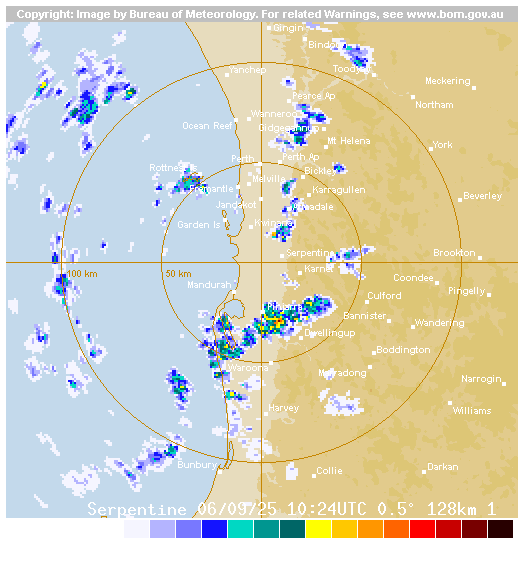 Copyright: Image by Bureau of Meteorology. For related Warnings, see www.bom.gov.au
Gingin
Bindoon
Toodyay
Yanchep
Meckering
Pearce Ap
Northam
Wanneroo
Ocean Reef
Gidgegannup
Mt Helena
York
Perth
Perth Ap
Rottnest
Bickley
Melville
Fremantle
Karragullen
Beverley
Jandakot
Armadale
Garden Is
Kwinana
Serpentine
Brookton
Karnet
100 km
50 km
Coondee
Mandurah
Pingelly
Cufford
Pinjarra
Bannister
Wandering
Dwellingup
Boddington
Waroona
Marradong
Narrogin
Harvey
Williams
Bunbury
Collie
Darkan
Serpentine 06/09/25 10:24UTC 0.5° 128km 1